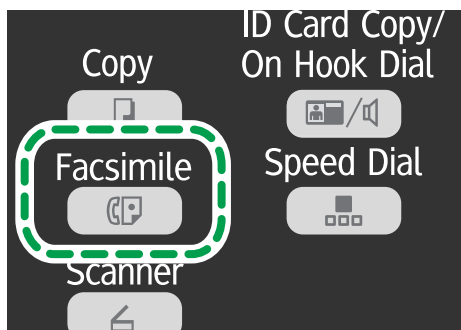 Copy
ID Card Copy/
On Hook Dial
Facsimile
Speed Dial
Scanner